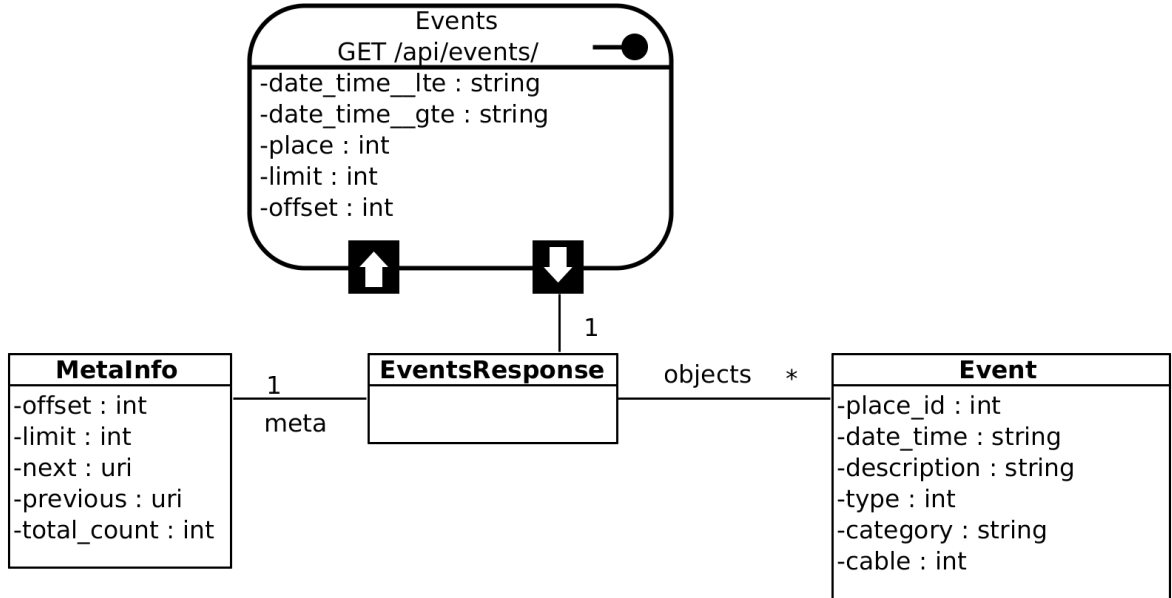 Events
GET /api/events/
-date_time__lte : string
-date_time__gte : string
-place : int
-limit : int
-offset : int
1
MetaInfo
-offset : int
-limit : int
-next : uri
-previous : uri
-total_count : int
1
meta
EventsResponse
objects *
Event
-place_id : int
-date_time : string
-description : string
-type : int
-category : string
-cable : int